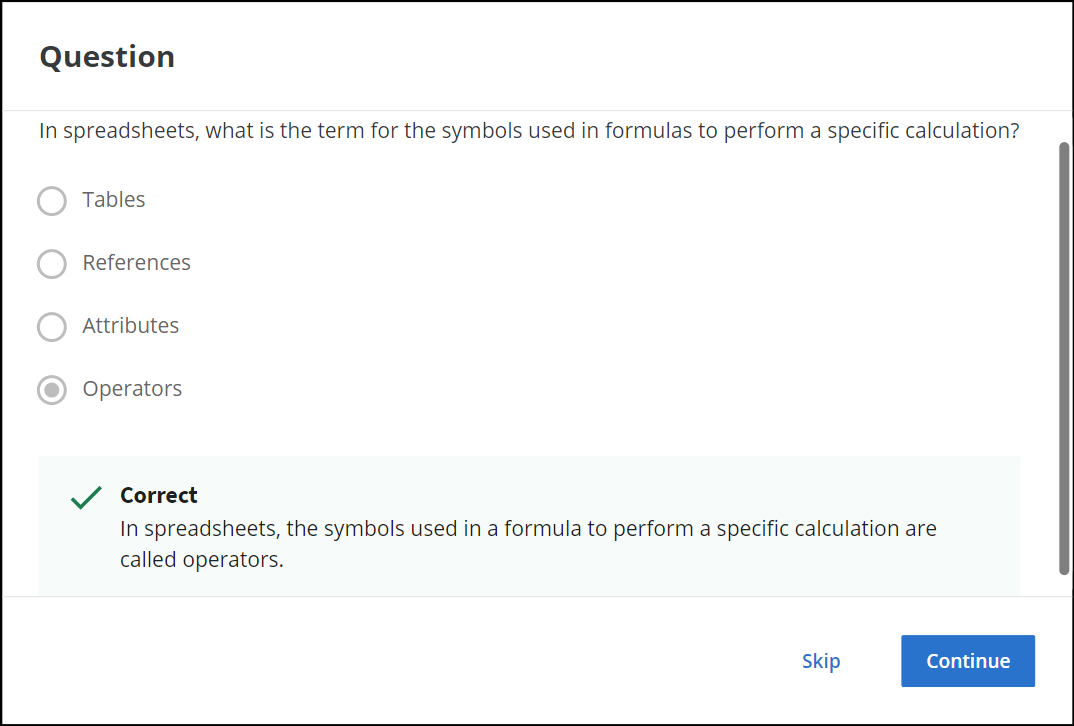 Question
In spreadsheets, what is the term for the symbols used in formulas to perform a specific calculation?
Tables
References
Attributes
Operators
Correct
In spreadsheets, the symbols used in a formula to perform a specific calculation are
called operators.
Skip
Continue